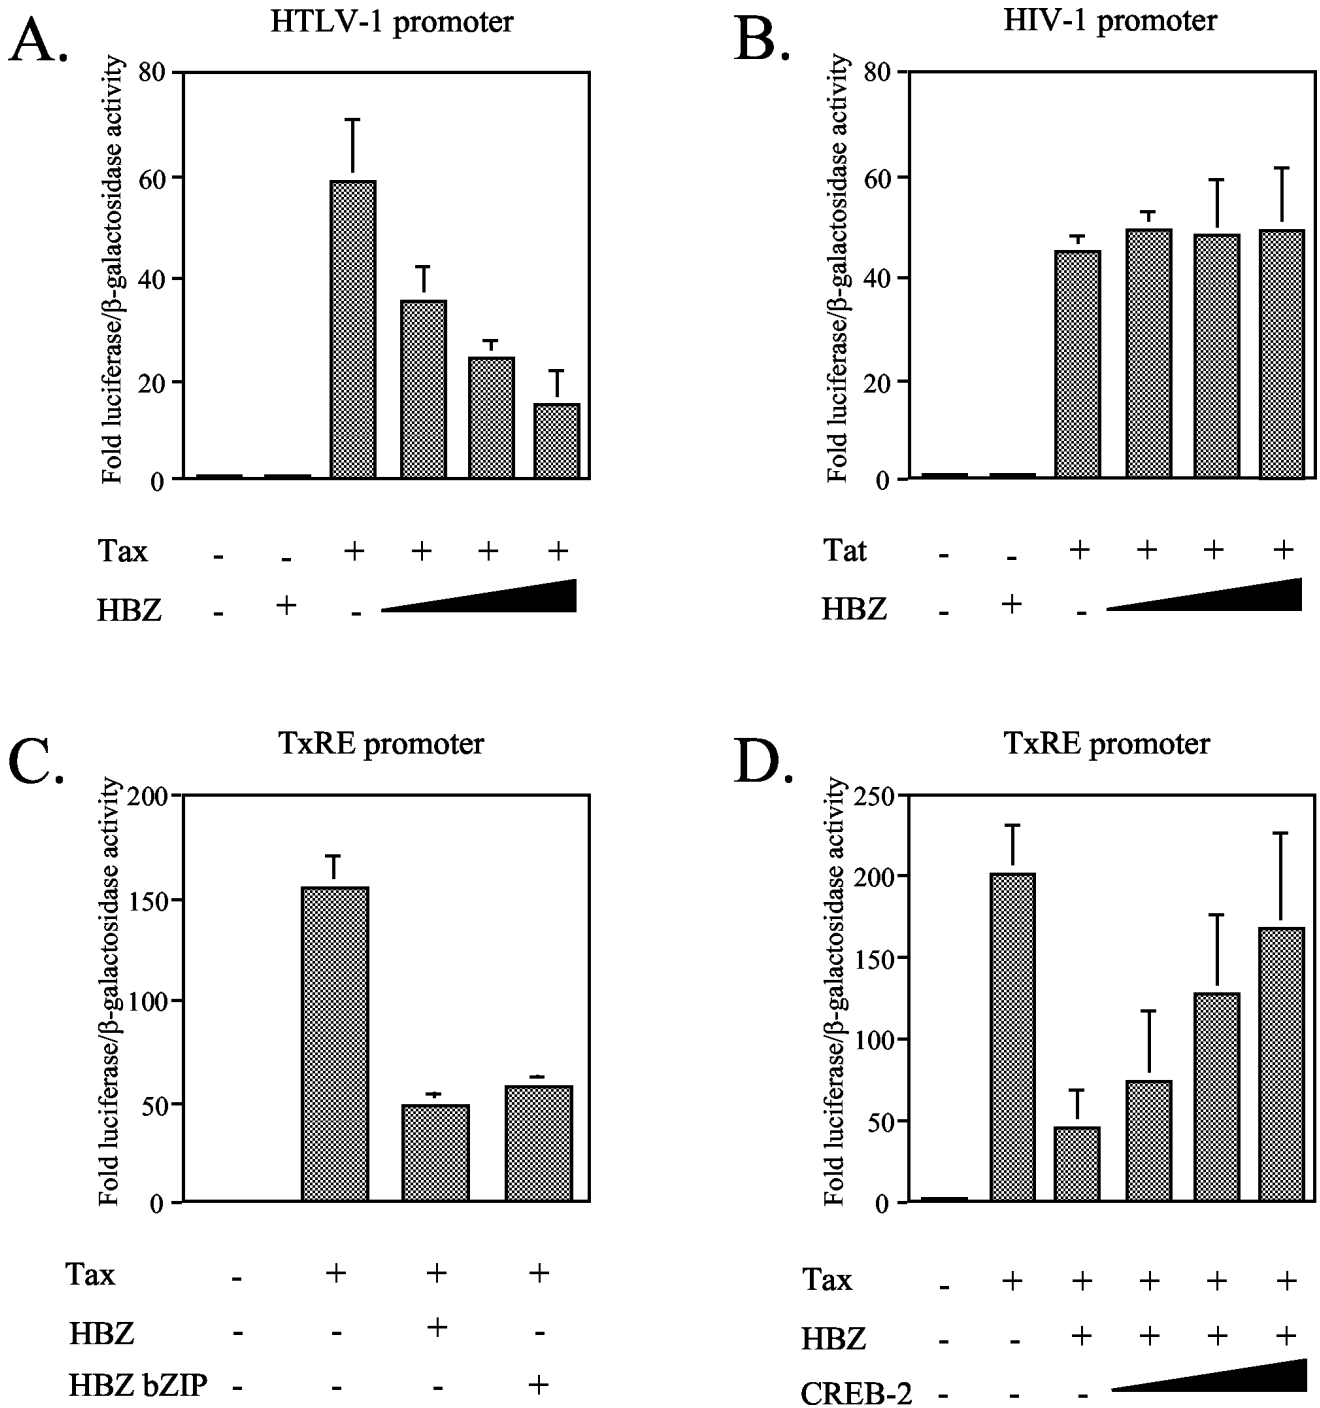 A.
HTLV-1 promoter
Fold luciferase/β-galactosidase activity
80
60
40
20
0
Tax - - + + + +
HBZ - + -
B.
HIV-1 promoter
Fold luciferase/β-galactosidase activity
80
60
40
20
0
Tat - - + + + +
HBZ - + -
C.
TxRE promoter
Fold luciferase/β-galactosidase activity
200
150
100
50
0
Tax - + + +
HBZ - - + -
HBZ bZIP - - - +
D.
TxRE promoter
Fold luciferase/β-galactosidase activity
250
200
150
100
50
0
Tax - + + + + +
HBZ - - + + + +
CREB-2 - - -